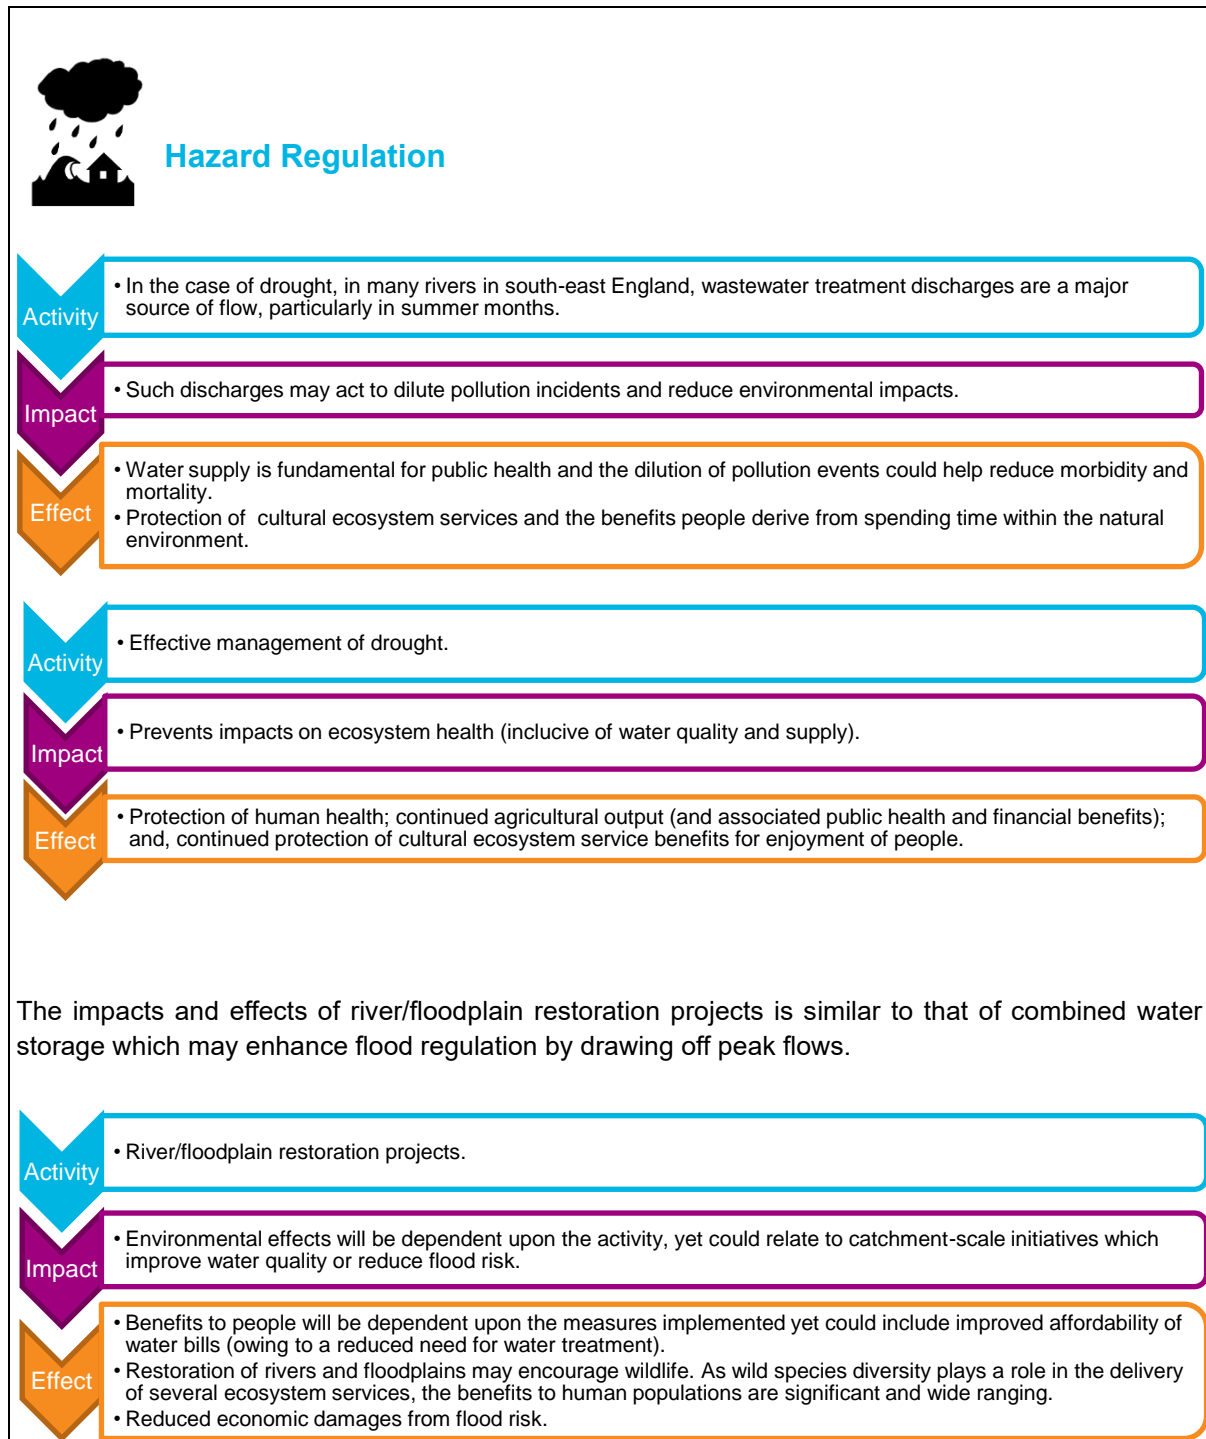 Hazard Regulation
Activity
• In the case of drought, in many rivers in south-east England, wastewater treatment discharges are a major
source of flow, particularly in summer months.
Impact
• Such discharges may act to dilute pollution incidents and reduce environmental impacts.
Effect
• Water supply is fundamental for public health and the dilution of pollution events could help reduce morbidity and
mortality.
• Protection of  cultural ecosystem services and the benefits people derive from spending time within the natural
environment.
Activity
• Effective management of drought.
Impact
• Prevents impacts on ecosystem health (inclucive of water quality and supply).
Effect
• Protection of human health; continued agricultural output (and associated public health and financial benefits);
and, continued protection of cultural ecosystem service benefits for enjoyment of people.
The impacts and effects of river/floodplain restoration projects is similar to that of combined water
storage which may enhance flood regulation by drawing off peak flows.
Activity
• River/floodplain restoration projects.
Impact
• Environmental effects will be dependent upon the activity, yet could relate to catchment-scale initiatives which
improve water quality or reduce flood risk.
Effect
• Benefits to people will be dependent upon the measures implemented yet could include improved affordability of
water bills (owing to a reduced need for water treatment).
• Restoration of rivers and floodplains may encourage wildlife. As wild species diversity plays a role in the delivery
of several ecosystem services, the benefits to human populations are significant and wide ranging.
• Reduced economic damages from flood risk.